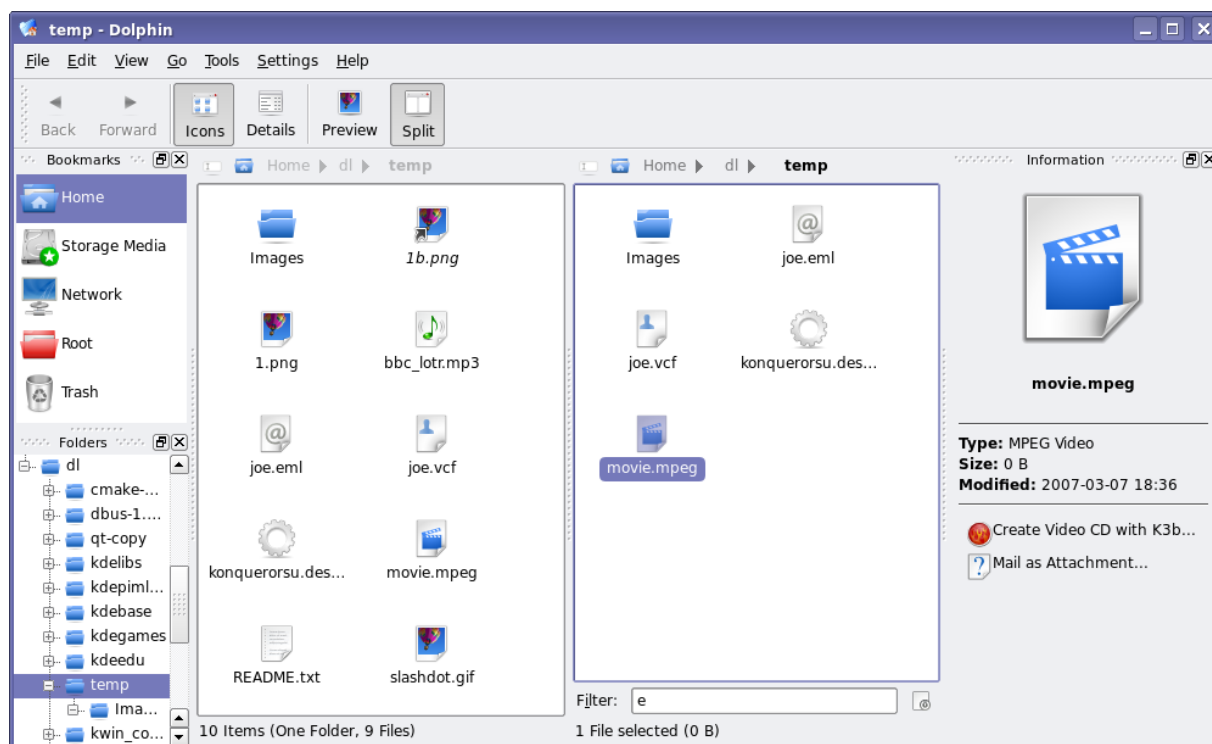 temp - Dolphin
File Edit View Go Tools Settings Help
Back Forward Icons Details Preview Split
Bookmarks
Home
Storage Media
Network
Root
Trash
Folders
dl
cmake-...
dbus-1....
qt-copy
kdelibs
kdepiml...
kdebase
kdegames
kdeedu
temp
Ima...
kwin_co...
Home dl temp
Images 1b.png
1.png bbc_lotr.mp3
joe.eml joe.vcf
konquerorsu.des... movie.mpeg
README.txt slashdot.gif
10 Items (One Folder, 9 Files)
Home dl temp
Images joe.eml
joe.vcf konquerorsu.des...
movie.mpeg
Filter: e
1 File selected (0 B)
Information
movie.mpeg
Type: MPEG Video
Size: 0 B
Modified: 2007-03-07 18:36
Create Video CD with K3b...
Mail as Attachment...